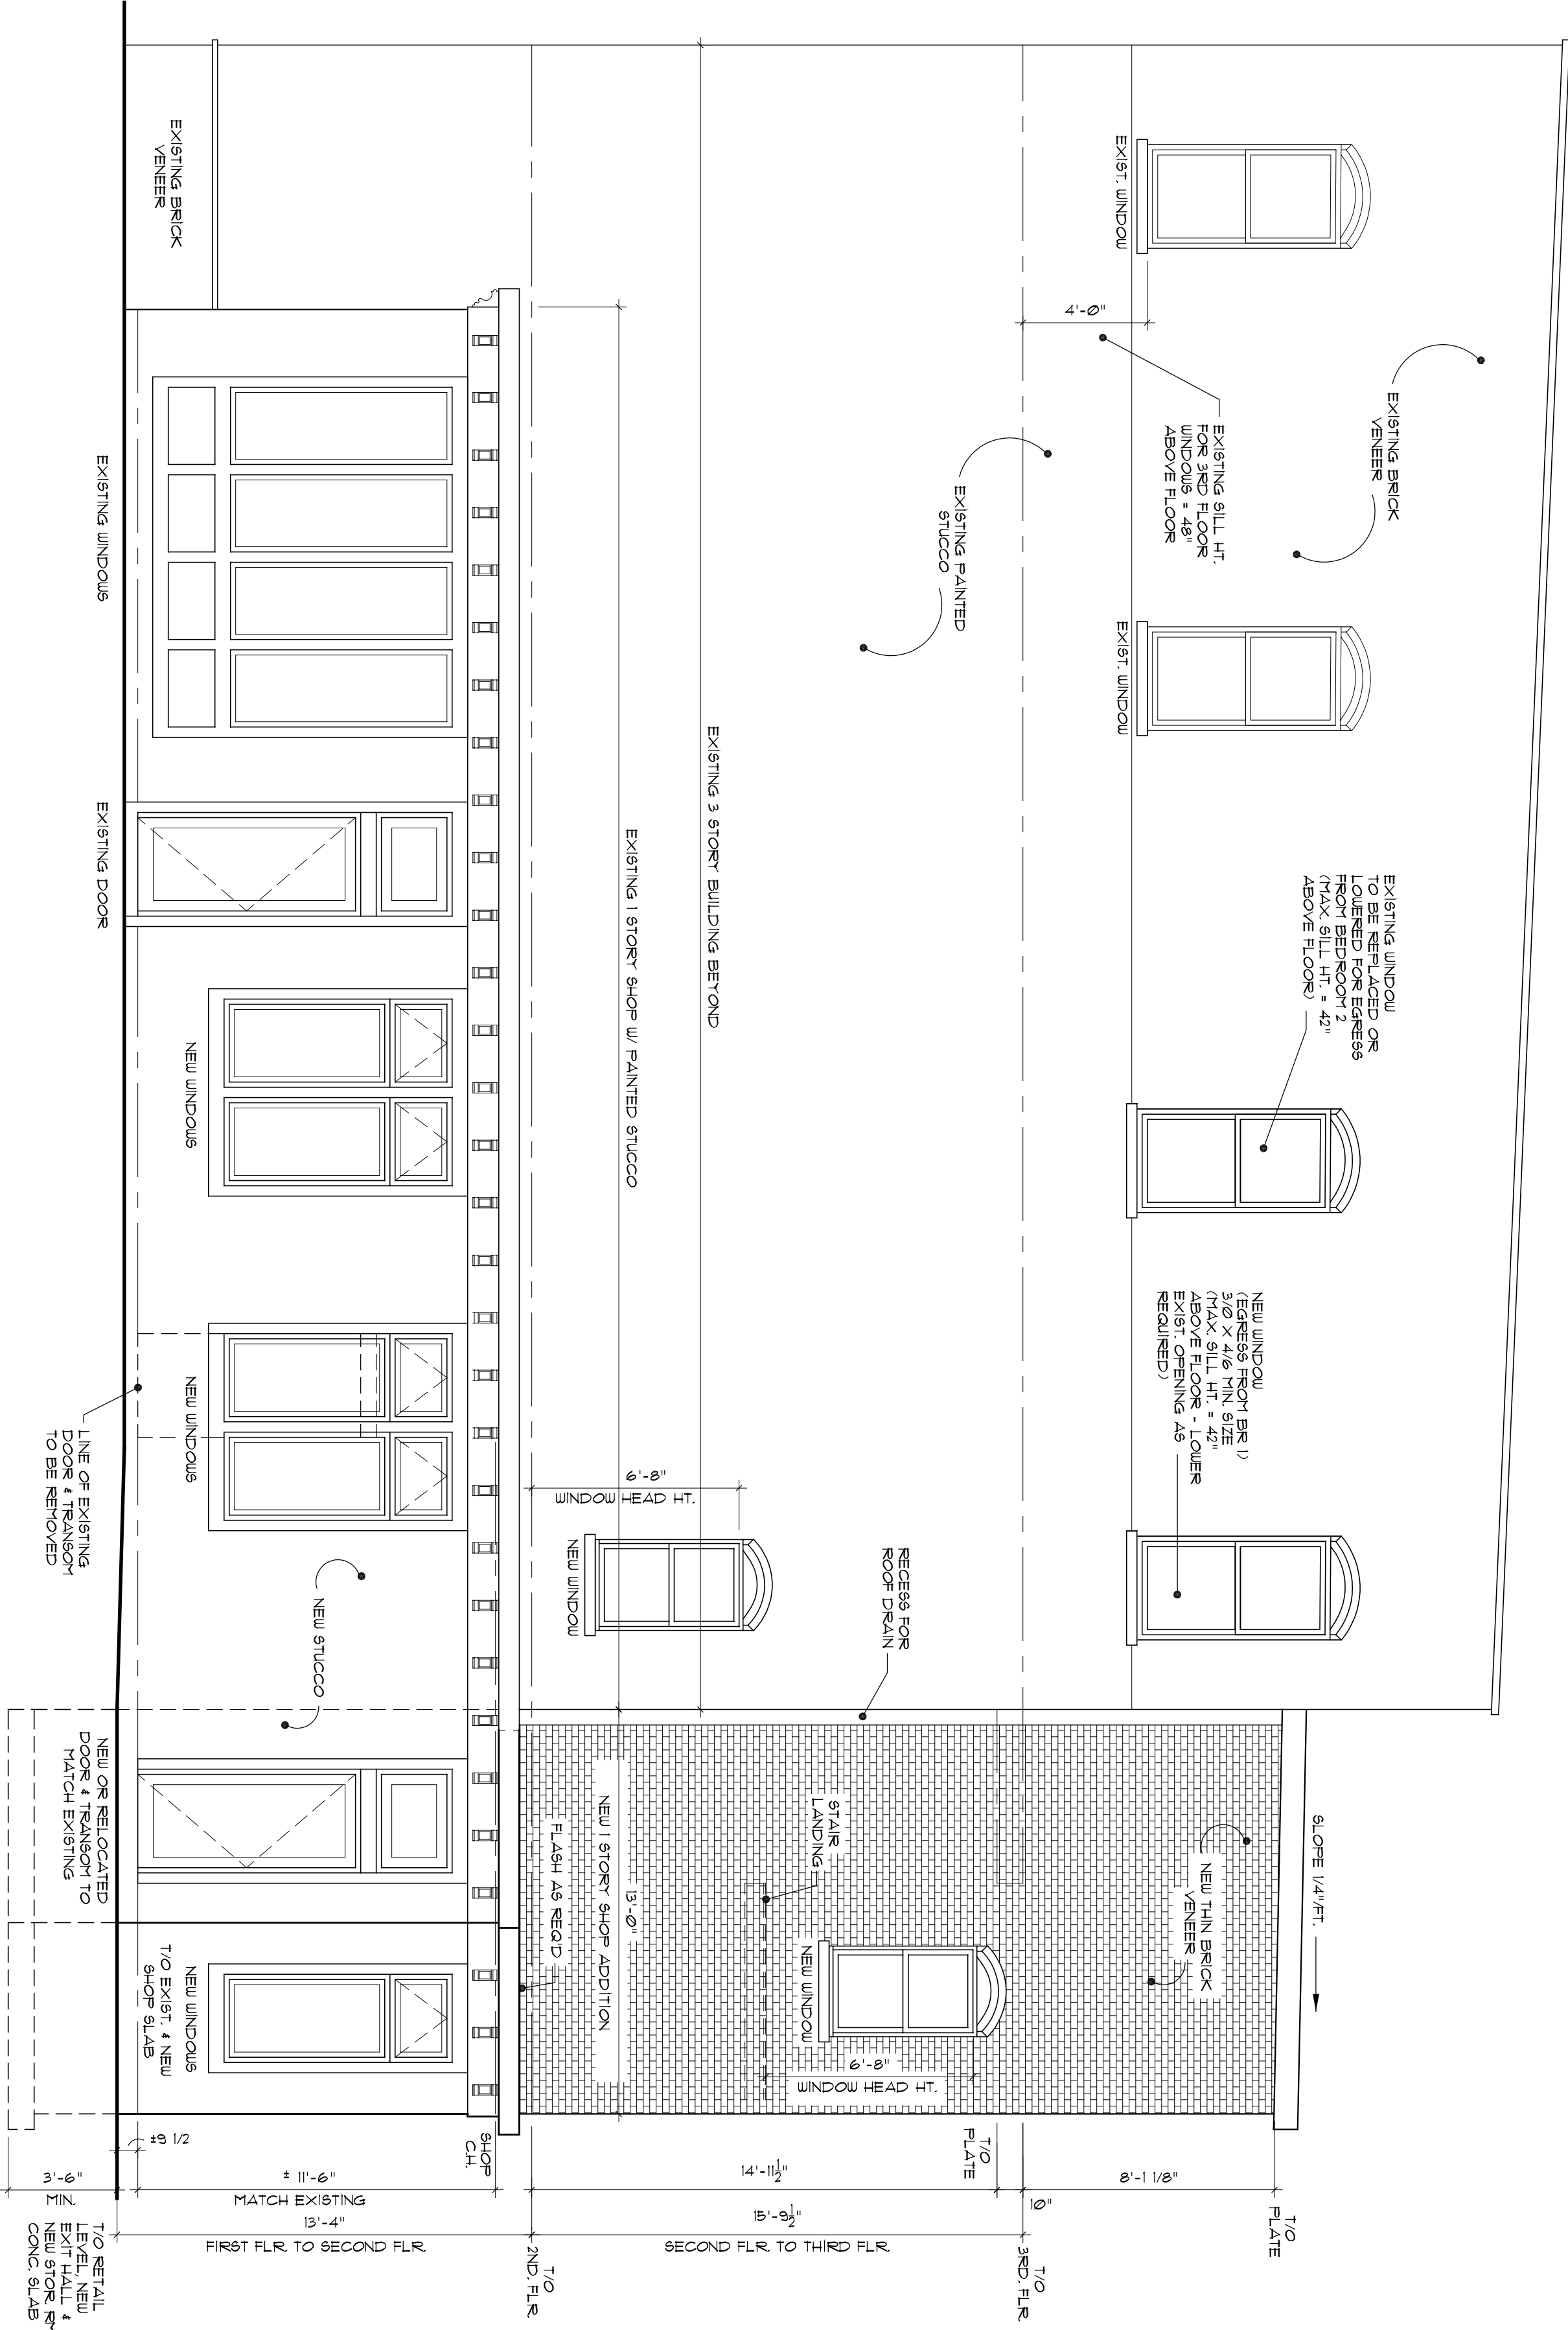 SLOPE 1/4"/FT.
EXISTING BRICK
VENEER
EXISTING WINDOW
TO BE REPLACED OR
LOWERED FOR EGRESS
FROM BEDROOM 2
(MAX. SILL HT. = 42"
ABOVE FLOOR)
NEW WINDOW
(EGRESS FROM BR 1)
3/0 X 4/6 MIN. SIZE
(MAX. SILL HT. = 42"
ABOVE FLOOR - LOWER
EXIST. OPENING AS
REQUIRED)
EXISTING SILL HT.
FOR 3RD FLOOR
WINDOWS = 48"
ABOVE FLOOR
4'-0"
EXIST. WINDOW
EXIST. WINDOW
NEW THIN BRICK
VENEER
T/O
PLATE
8'-1 1/8"
T/O
3RD. FLR.
10"
T/O
PLATE
EXISTING PAINTED
STUCCO
RECESS FOR
ROOF DRAIN
STAIR
LANDING
NEW WINDOW
6'-8"
WINDOW HEAD HT.
14'-11 1/2"
15'-9 1/2"
SECOND FLR. TO THIRD FLR.
EXISTING 3 STORY BUILDING BEYOND
EXISTING 1 STORY SHOP W/ PAINTED STUCCO
6'-8"
WINDOW HEAD HT.
NEW WINDOW
13'-0"
NEW 1 STORY SHOP ADDITION
FLASH AS REQ'D
T/O
2ND. FLR.
SHOP
C.H.
± 11'-6"
MATCH EXISTING
13'-4"
FIRST FLR. TO SECOND FLR.
±9 1/2
3'-6"
MIN.
EXISTING BRICK
VENEER
EXISTING WINDOWS
EXISTING DOOR
NEW WINDOWS
NEW WINDOWS
LINE OF EXISTING
DOOR & TRANSOM
TO BE REMOVED
NEW STUCCO
NEW OR RELOCATED
DOOR & TRANSOM TO
MATCH EXISTING
NEW WINDOWS
T/O EXIST. & NEW
SHOP SLAB
T/O RETAIL
LEVEL, NEW
EXIT HALL &
NEW STOR.
CONC. SLAB